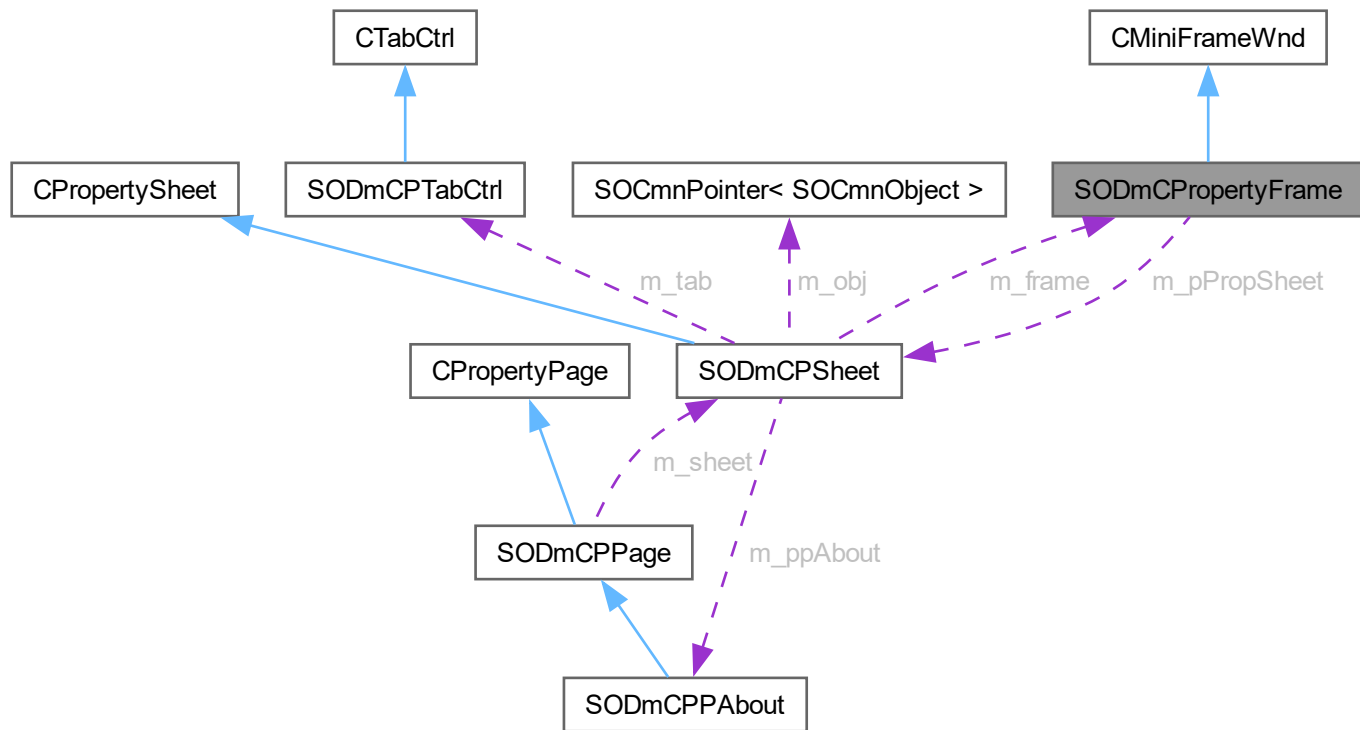 CTabCtrl
CMiniFrameWnd
CPropertySheet
SODmCPTabCtrl
SOCmnPointer< SOCmnObject >
SODmCPropertyFrame
m_tab
m_obj
m_frame
m_pPropSheet
CPropertyPage
SODmCPSheet
m_sheet
SODmCPPage
m_ppAbout
SODmCPPAbout